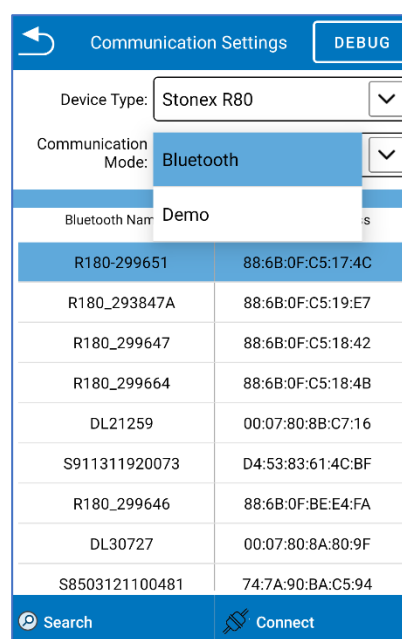 Communication Settings DEBUG
Device Type: Stonex R80
Communication
Mode:
Bluetooth
Demo
Bluetooth Nam s
R180-299651 88:6B:0F:C5:17:4C
R180_293847A 88:6B:0F:C5:19:E7
R180_299647 88:6B:0F:C5:18:42
R180_299664 88:6B:0F:C5:18:4B
DL21259 00:07:80:8B:C7:16
S911311920073 D4:53:83:61:4C:BF
R180_299646 88:6B:0F:BE:E4:FA
DL30727 00:07:80:8A:80:9F
S8503121100481 74:7A:90:BA:C5:94
Search Connect